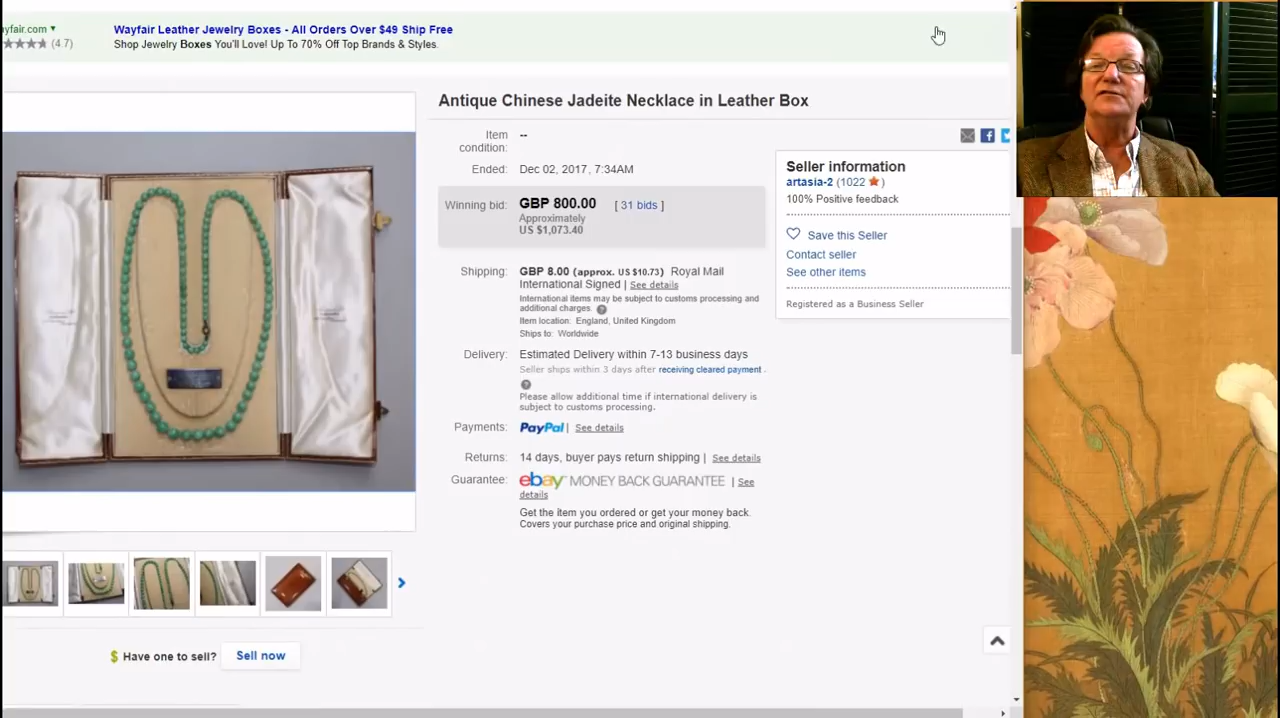 yfair.com
(4.7)
Wayfair Leather Jewelry Boxes - All Orders Over $49 Ship Free
Shop Jewelry Boxes You'll Love! Up To 70% Off Top Brands & Styles.
Antique Chinese Jadeite Necklace in Leather Box
Item condition: --
Ended: Dec 02, 2017, 7:34AM
Winning bid: GBP 800.00 [ 31 bids ]
Approximately
US $1,073.40
Shipping: GBP 8.00 (approx. US $10.73) Royal Mail
International Signed | See details
International items may be subject to customs processing and
additional charges.
Item location: England, United Kingdom
Ships to: Worldwide
Delivery: Estimated Delivery within 7-13 business days
Seller ships within 3 days after receiving cleared payment.
Please allow additional time if international delivery is
subject to customs processing.
Payments: PayPal | See details
Returns: 14 days, buyer pays return shipping | See details
Guarantee: ebay MONEY BACK GUARANTEE | See
details
Get the item you ordered or get your money back.
Covers your purchase price and original shipping.
Seller information
artasia-2 (1022)
100% Positive feedback
Save this Seller
Contact seller
See other items
Registered as a Business Seller
$ Have one to sell? Sell now